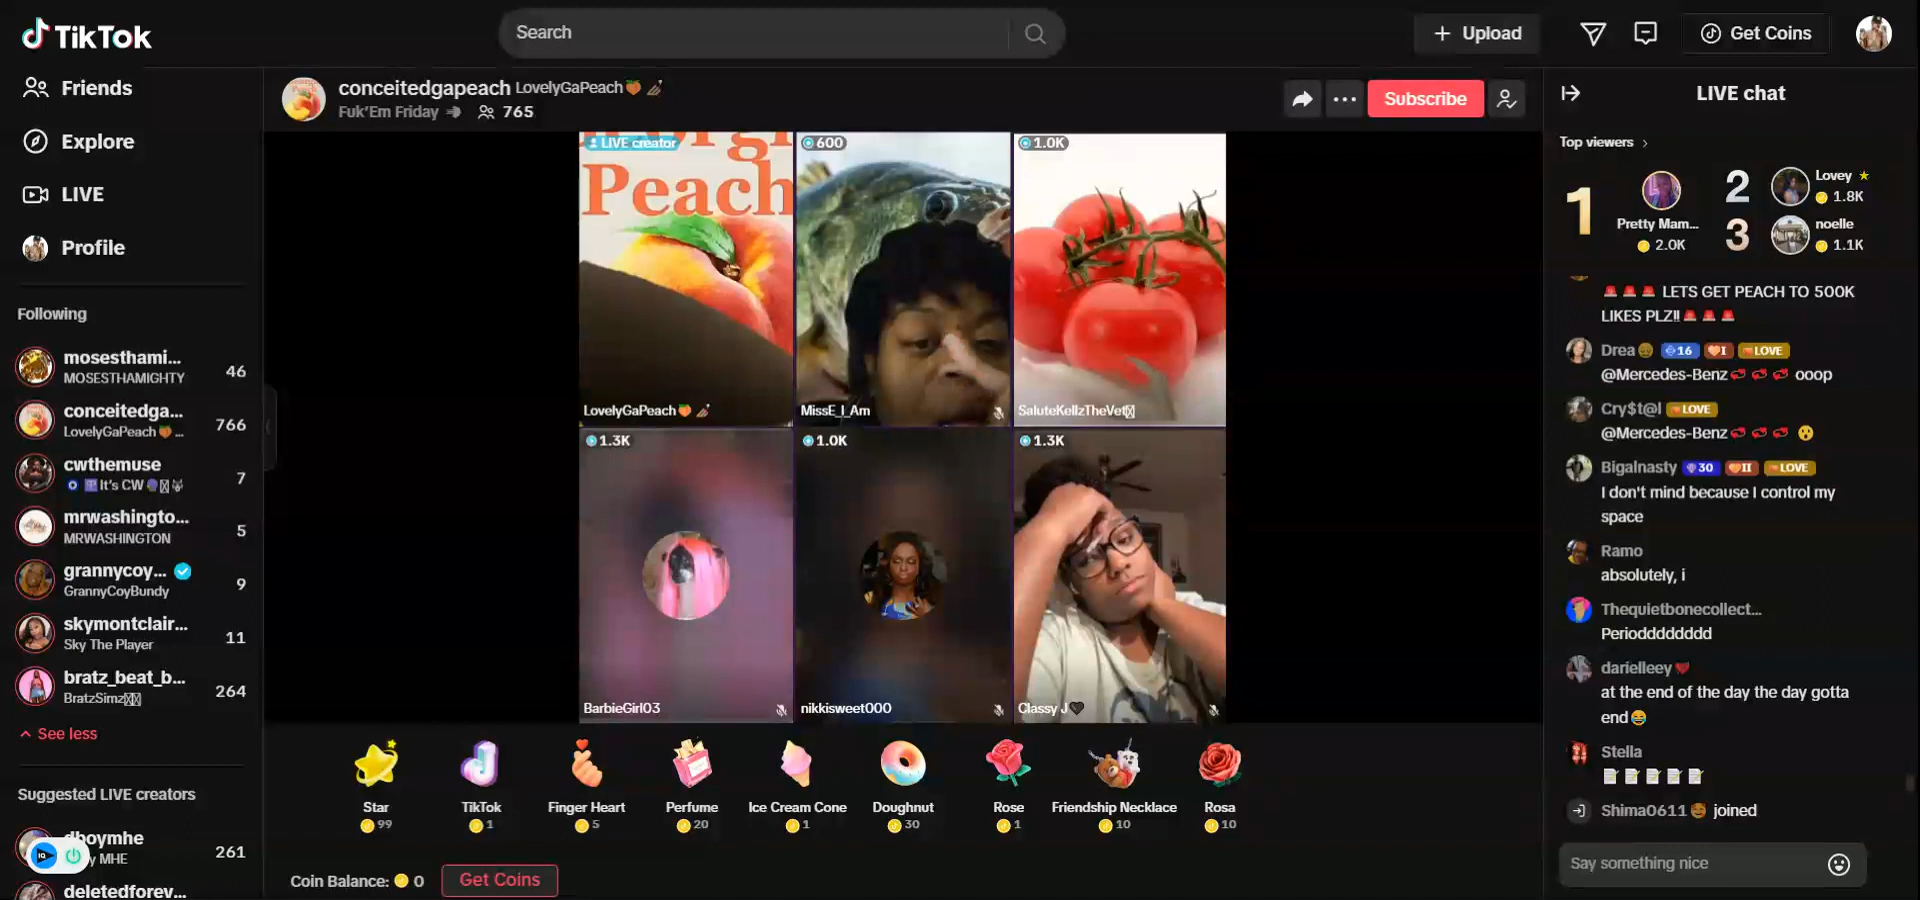 TikTok
Search
Upload
Get Coins
Friends
Explore
LIVE
Profile
Following
mosesthami...
MOSESTHAMIGHTY
46
conceitedga...
LovelyGaPeach🍑...
766
cwthemuse
It's CW
7
mrwashingto...
MRWASHINGTON
5
grannycoy...
GrannyCoyBundy
9
skymontclair...
Sky The Player
11
bratz_beat_b...
BratzSimz
264
See less
Suggested LIVE creators
dboymhe
y MHE
261
deletedforev...
conceitedgapeach LovelyGaPeach🍑
Fuk'Em Friday
765
Subscribe
LIVE creator
Peach
LovelyGaPeach🍑
600
MissE_I_Am
1.0K
SaluteKellzTheVet
1.3K
BarbieGirl03
1.0K
nikkisweet000
1.3K
Classy J🖤
Star
99
TikTok
1
Finger Heart
5
Perfume
20
Ice Cream Cone
1
Doughnut
30
Rose
1
Friendship Necklace
10
Rosa
10
Coin Balance: 0
Get Coins
LIVE chat
Top viewers
1
Pretty Mam...
2.0K
2
Lovey
1.8K
3
noelle
1.1K
🚨🚨🚨 LETS GET PEACH TO 500K
LIKES PLZ!!🚨🚨🚨
Drea 16 I LOVE
@Mercedes-Benz💞💞💞 ooop
Cry$t@l LOVE
@Mercedes-Benz💞💞💞 😮
Bigalnasty 30 II LOVE
I don't mind because I control my
space
Ramo
absolutely, i
Thequietbonecollect...
Perioddddddddd
darielleey❤️
at the end of the day the day gotta
end😂
Stella
📝📝📝📝📝
Shima0611 joined
Say something nice